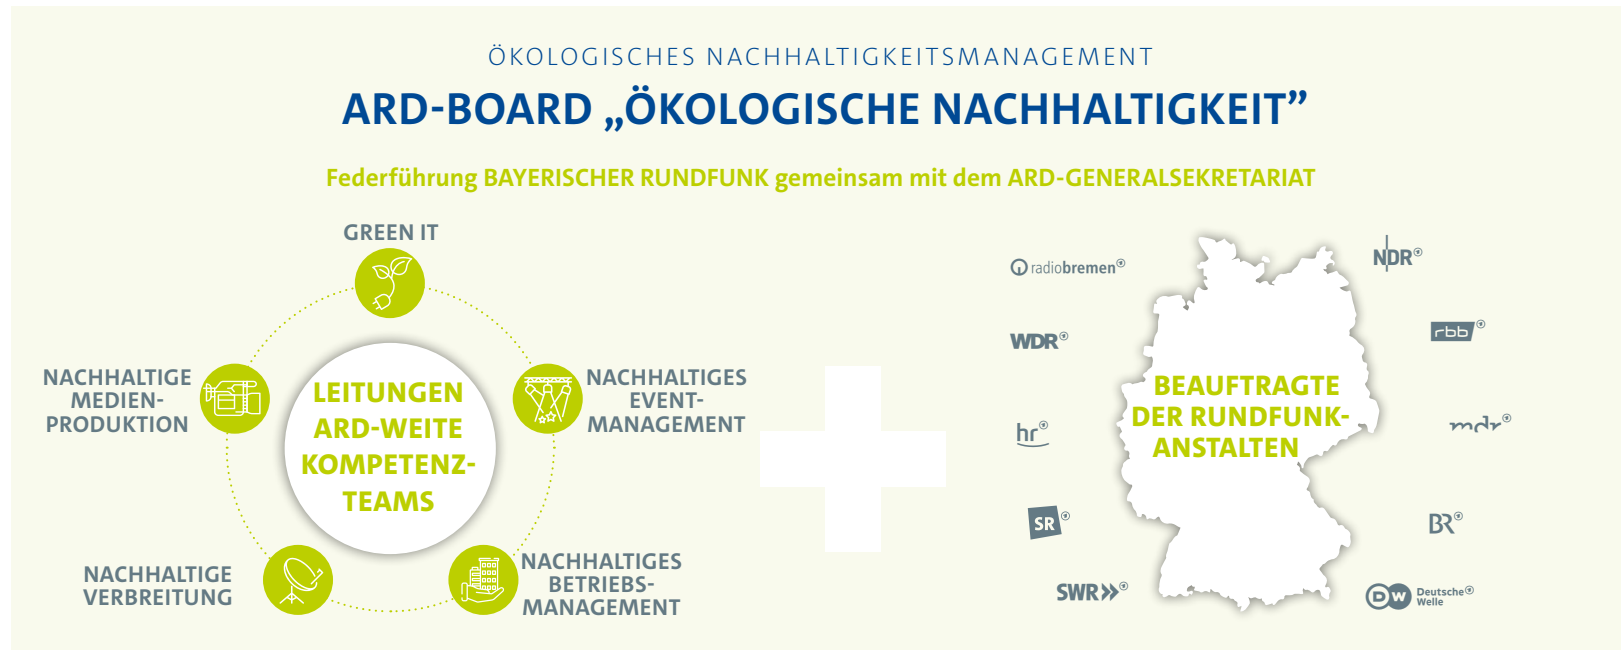 ÖKOLOGISCHES NACHHALTIGKEITSMANAGEMENT
ARD-BOARD „ÖKOLOGISCHE NACHHALTIGKEIT”
Federführung BAYERISCHER RUNDFUNK gemeinsam mit dem ARD-GENERALSEKRETARIAT
GREEN IT
NACHHALTIGE
MEDIEN-
PRODUKTION
NACHHALTIGES
EVENT-
MANAGEMENT
LEITUNGEN
ARD-WEITE
KOMPETENZ-
TEAMS
NACHHALTIGE
VERBREITUNG
NACHHALTIGES
BETRIEBS-
MANAGEMENT
radiobremen
WDR
hr
SR
SWR
BEAUFTRAGTE
DER RUNDFUNK-
ANSTALTEN
NDR
rbb
mdr
BR
DW Deutsche
Welle